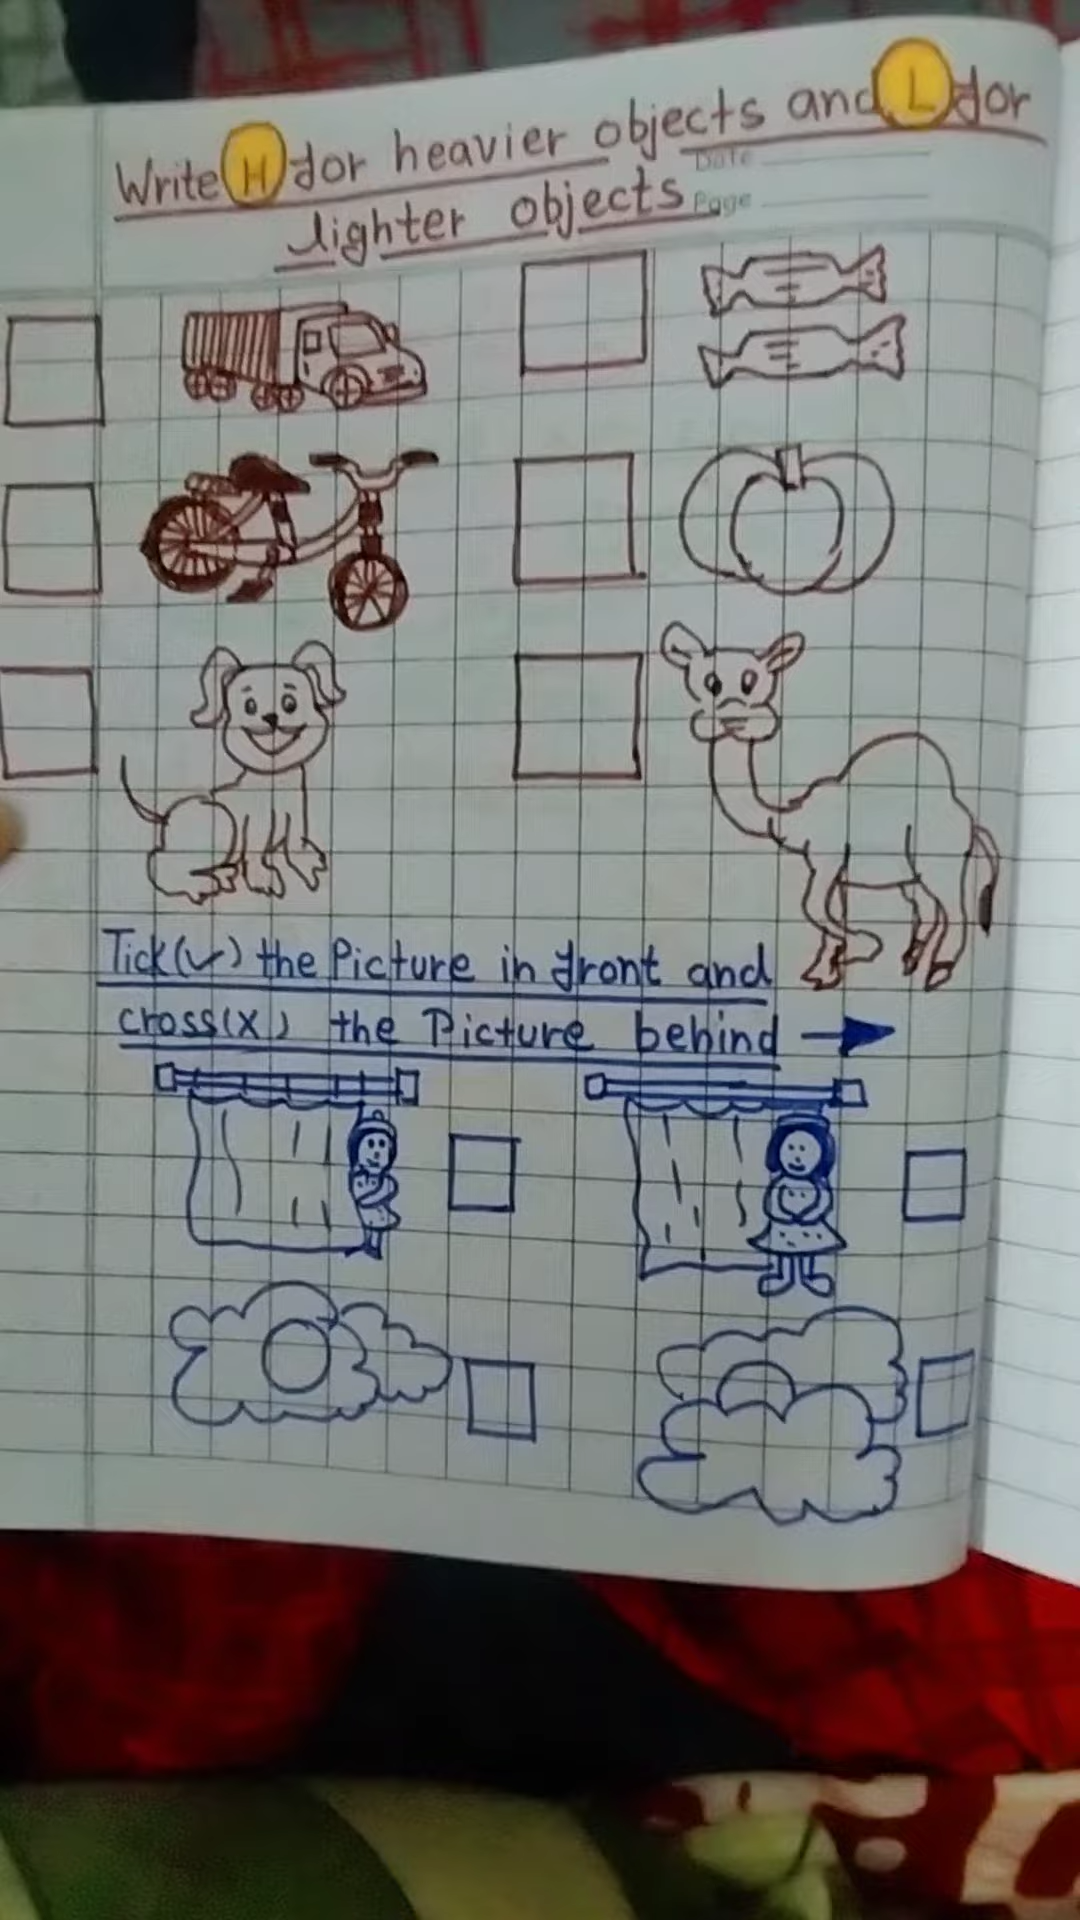 Write H for heavier objects and L for
Date
lighter objects
Page
Tick(✓) the Picture in front and
cross(x) the Picture behind